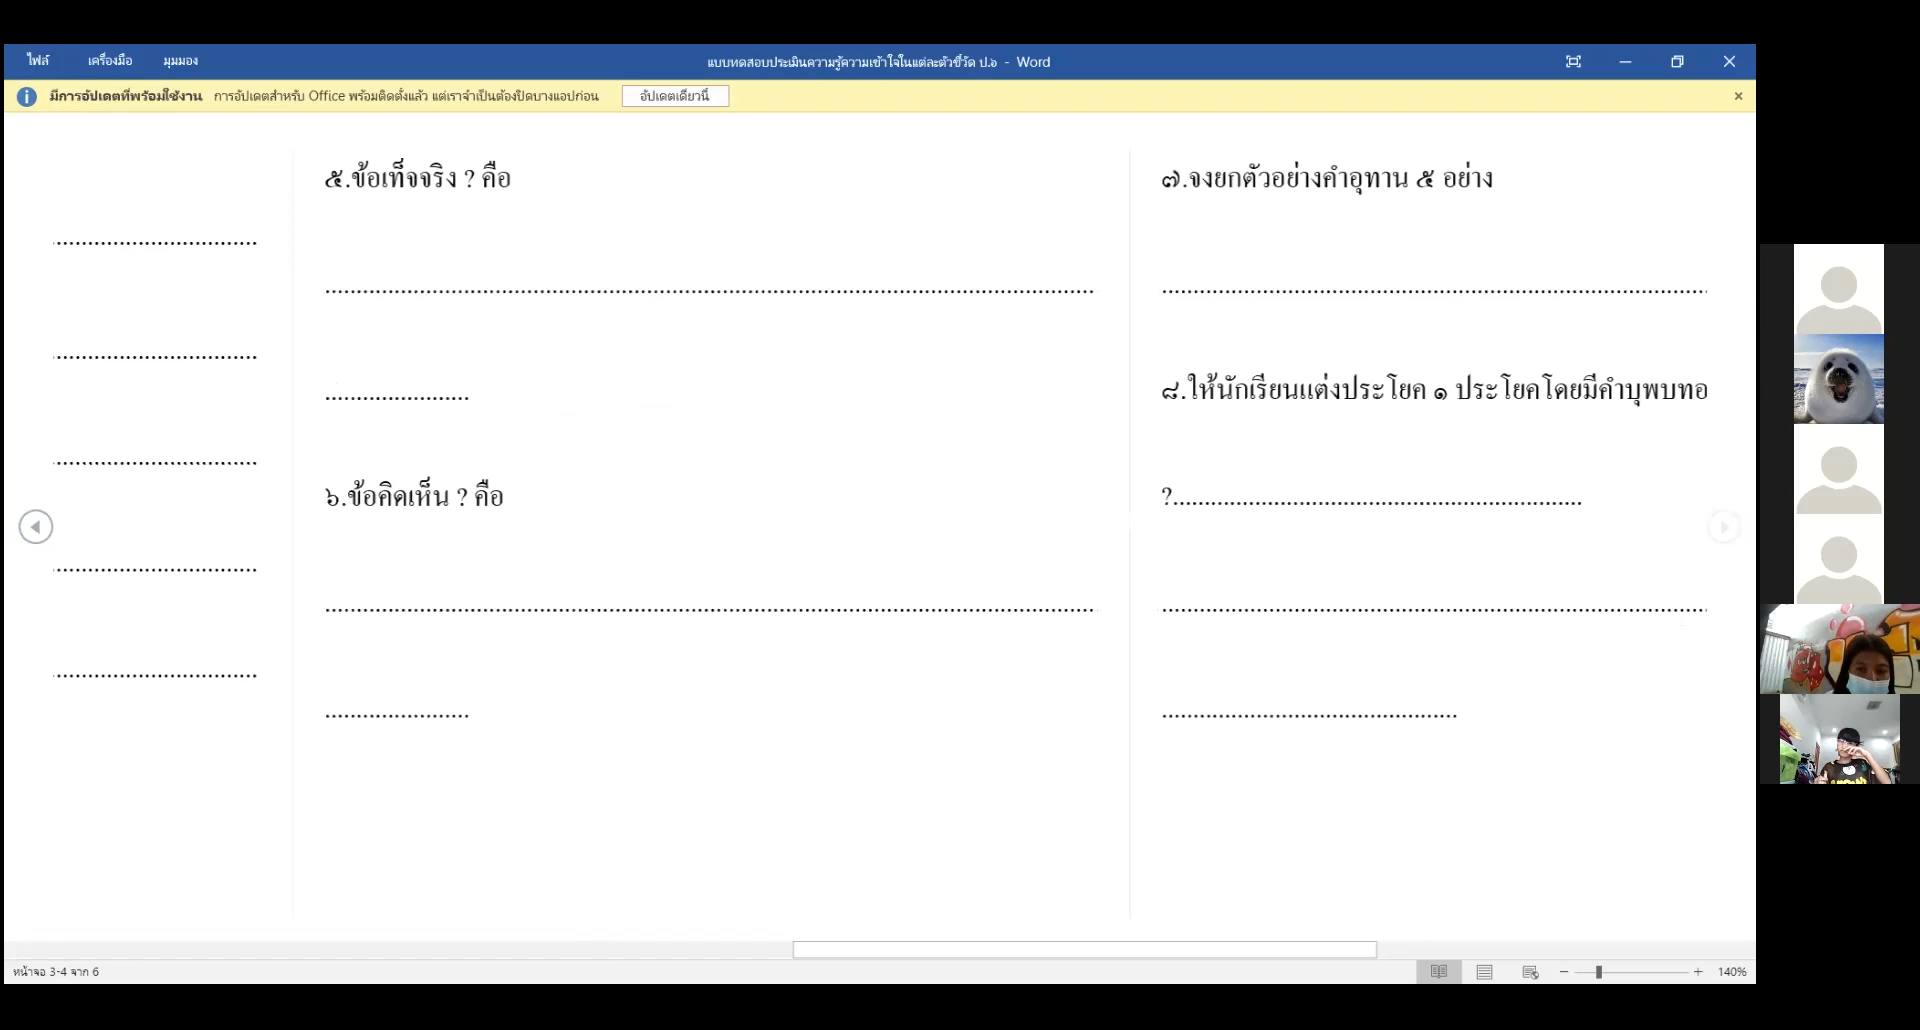 ไฟล์ เครื่องมือ มุมมอง แบบทดสอบประเมินความรู้ความเข้าใจในแต่ละตัวชี้วัด ป.๖ - Word
มีการอัปเดตที่พร้อมใช้งาน การอัปเดตสำหรับ Office พร้อมติดตั้งแล้ว แต่เราจำเป็นต้องปิดบางแอปก่อน อัปเดตเดี๋ยวนี้
๕.ข้อเท็จจริง ? คือ
๖.ข้อคิดเห็น ? คือ
๗.จงยกตัวอย่างคำอุทาน ๕ อย่าง
๘.ให้นักเรียนแต่งประโยค ๑ ประโยคโดยมีคำบุพบทอ
?.................................................................
หน้าจอ 3-4 จาก 6
140%